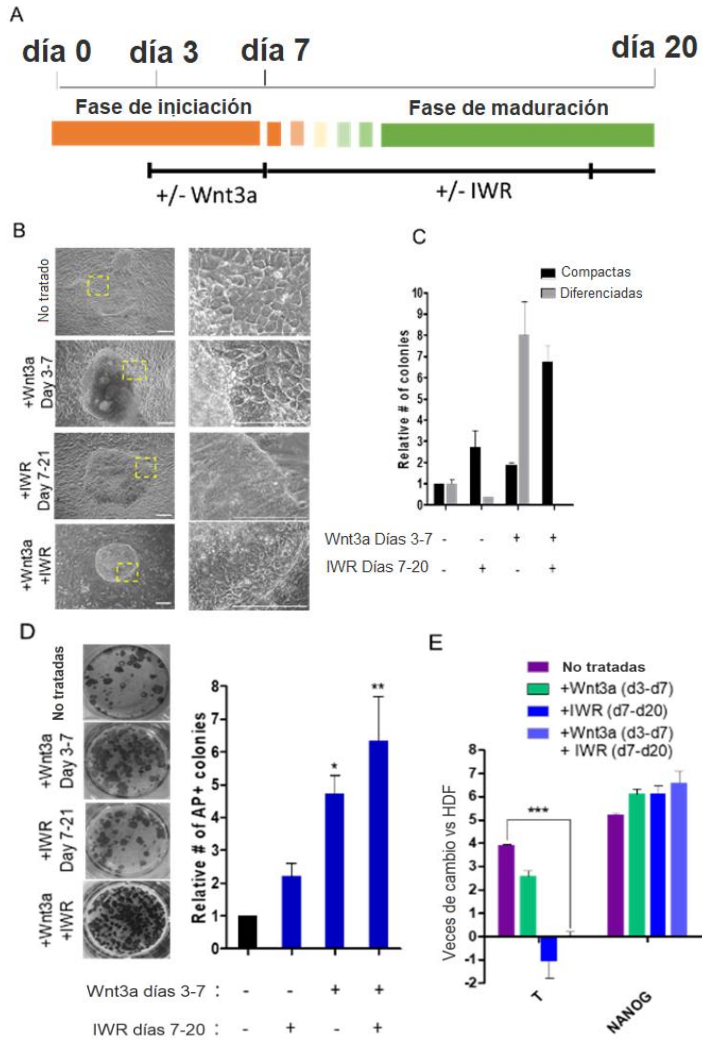 A
día 0
día 3
día 7
día 20
Fase de iniciación
Fase de maduración
+/- Wnt3a
+/- IWR
B
No tratado
+Wnt3a
Day 3-7
+IWR
Day 7-21
+Wnt3a
+IWR
C
Compactas
Diferenciadas
Relative # of colonies
10
9
8
7
6
5
4
3
2
1
0
Wnt3a Días 3-7 - - + +
IWR Días 7-20 - + - +
D
No tratadas
+Wnt3a
Day 3-7
+IWR
Day 7-21
+Wnt3a
+IWR
Relative # of AP+ colonies
8
7
6
5
4
3
2
1
0
*
**
Wnt3a días 3-7 : - - + +
IWR días 7-20 : - + - +
E
No tratadas
+Wnt3a (d3-d7)
+IWR (d7-d20)
+Wnt3a (d3-d7)
+ IWR (d7-d20)
Veces de cambio vs HDF
8
7
6
5
4
3
2
1
0
-1
-2
***
T
NANOG